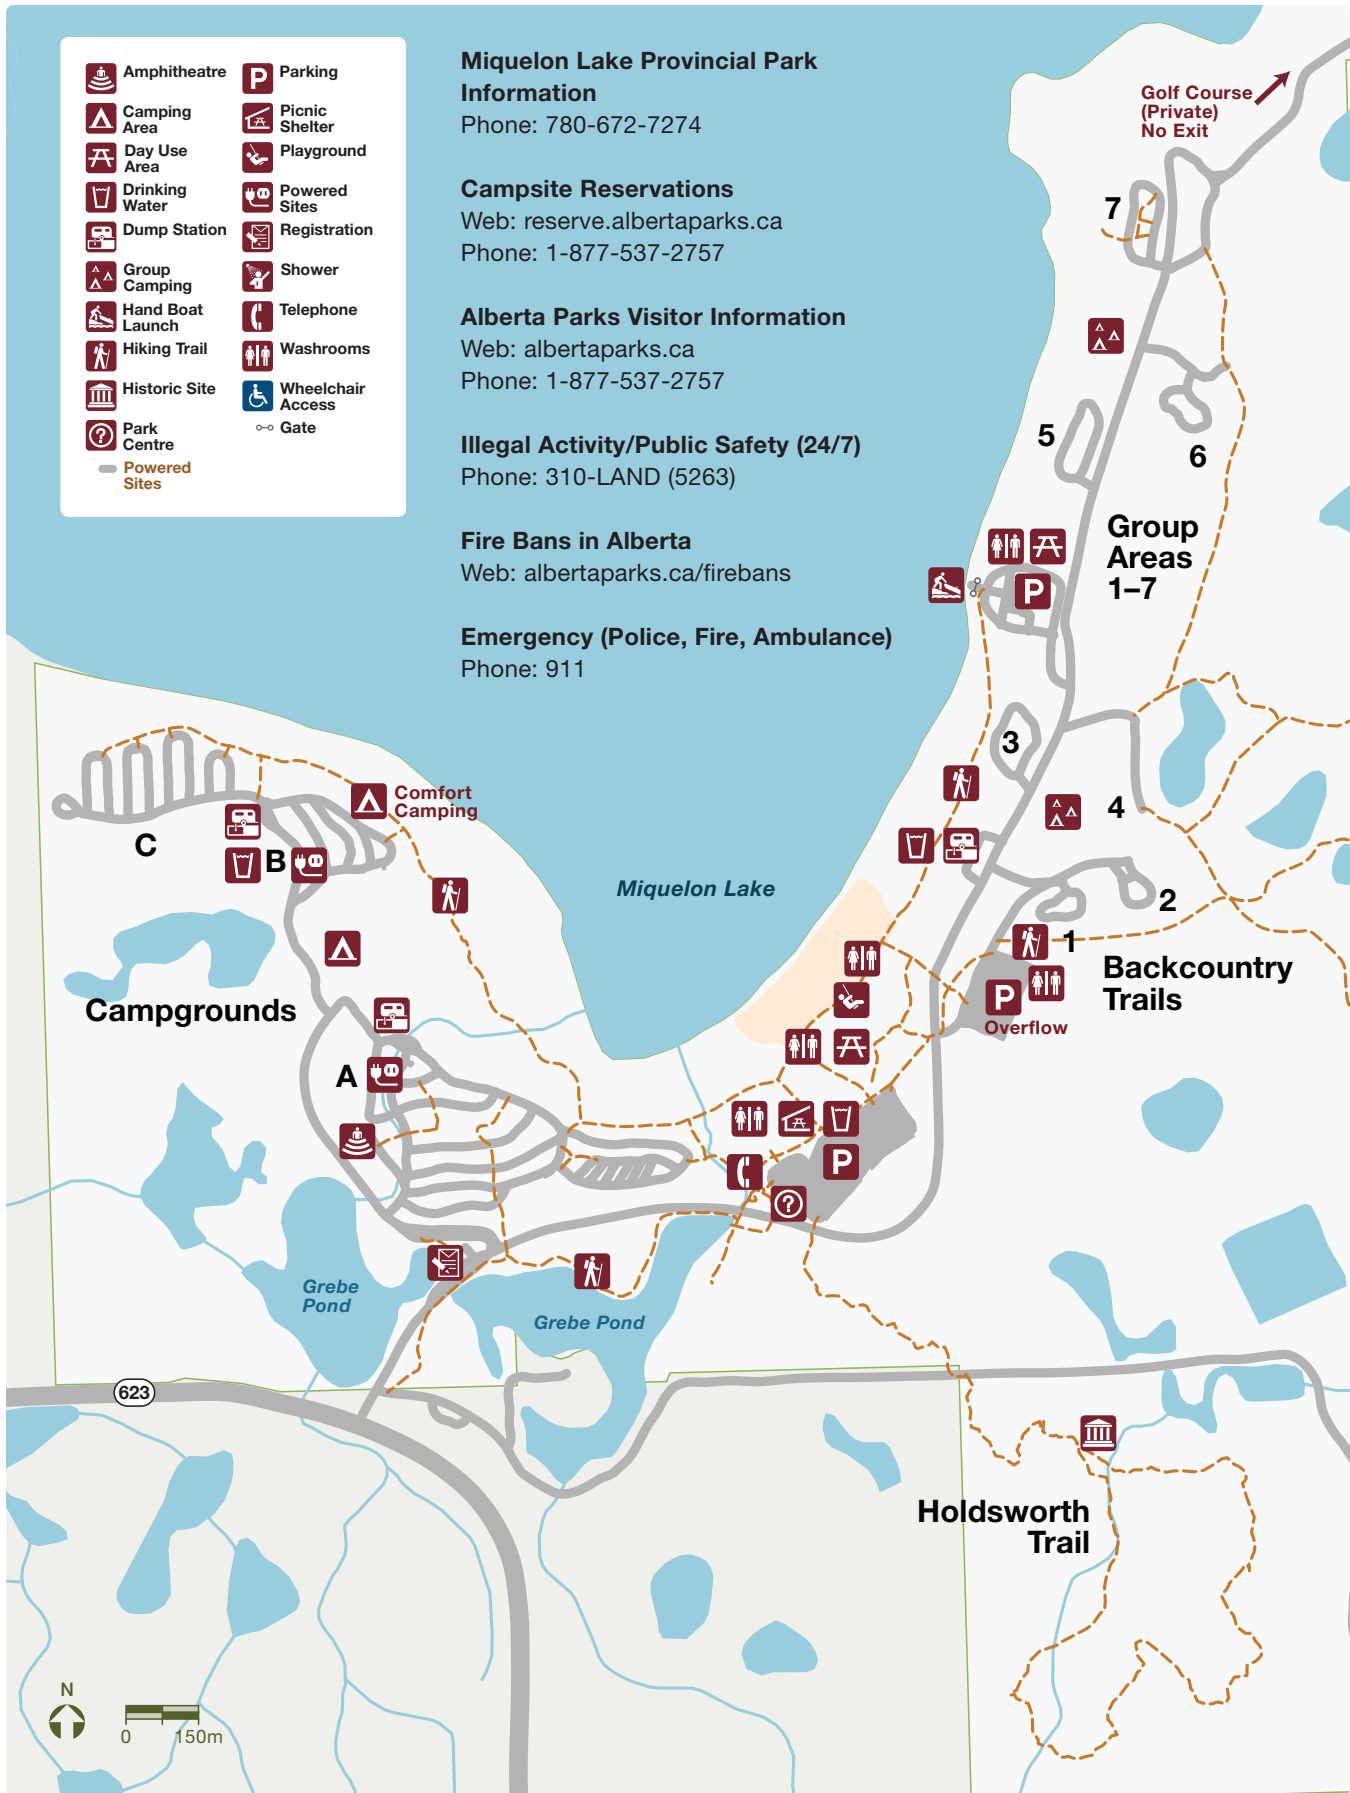 Amphitheatre
Camping
Area
Day Use
Area
Drinking
Water
Dump Station
Group
Camping
Hand Boat
Launch
Hiking Trail
Historic Site
Park
Centre
Powered
Sites
P Parking
Picnic
Shelter
Playground
Powered
Sites
Registration
Shower
Telephone
Washrooms
Wheelchair
Access
Gate
?
Miquelon Lake Provincial Park
Information
Phone: 780-672-7274
Campsite Reservations
Web: reserve.albertaparks.ca
Phone: 1-877-537-2757
Alberta Parks Visitor Information
Web: albertaparks.ca
Phone: 1-877-537-2757
Illegal Activity/Public Safety (24/7)
Phone: 310-LAND (5263)
Fire Bans in Alberta
Web: albertaparks.ca/firebans
Emergency (Police, Fire, Ambulance)
Phone: 911
Golf Course
(Private)
No Exit
7
5
6
Group
Areas
1–7
P
3
4
2
1
Backcountry
Trails
P
Overflow
Comfort
Camping
C
B
Miquelon Lake
Campgrounds
A
P
?
Grebe
Pond
Grebe Pond
623
Holdsworth
Trail
N
0 150m